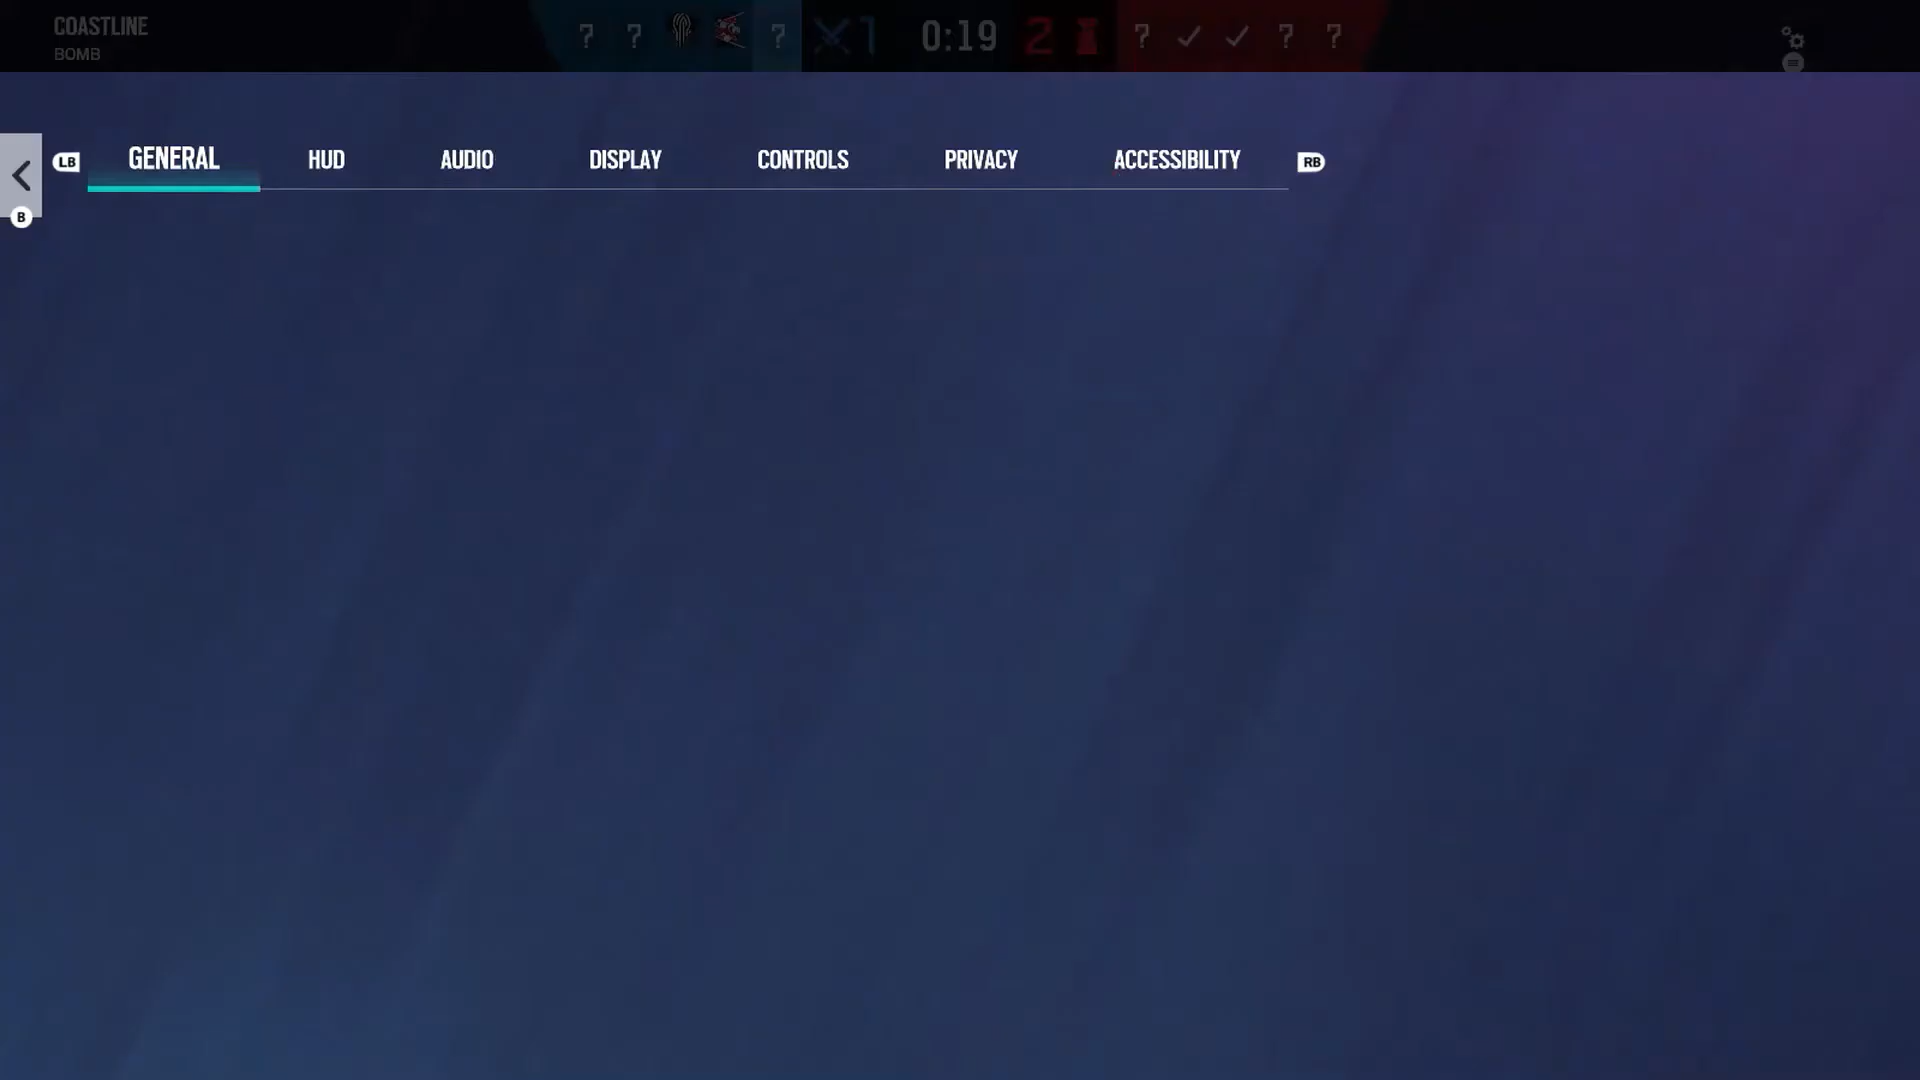 COASTLINE
BOMB
? ? ? 1 0:19 2 ? ? ?
LB GENERAL HUD AUDIO DISPLAY CONTROLS PRIVACY ACCESSIBILITY RB
B